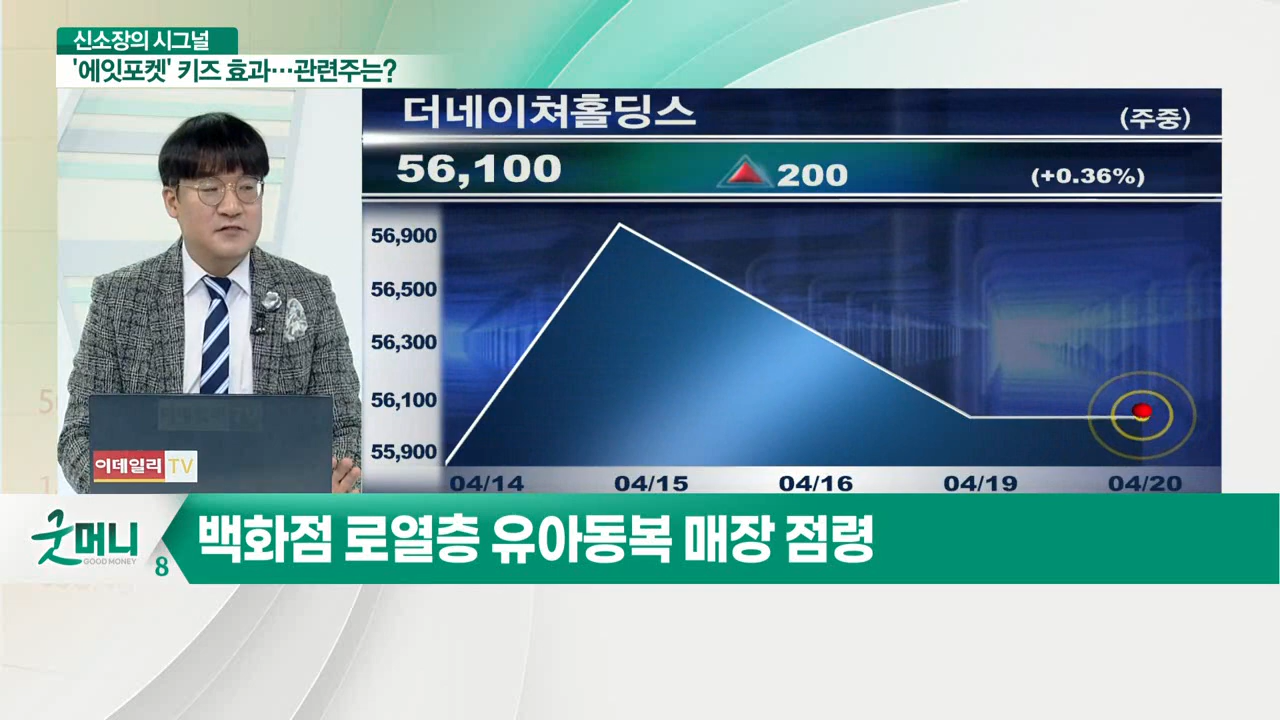 신소장의 시그널
'에잇포켓' 키즈 효과…관련주는?
더네이쳐홀딩스
(주중)
56,100
200
(+0.36%)
56,900
56,500
56,300
56,100
55,900
04/14
04/15
04/16
04/19
04/20
이데일리 TV
굿머니
GOOD MONEY
8
백화점 로열층 유아동복 매장 점령